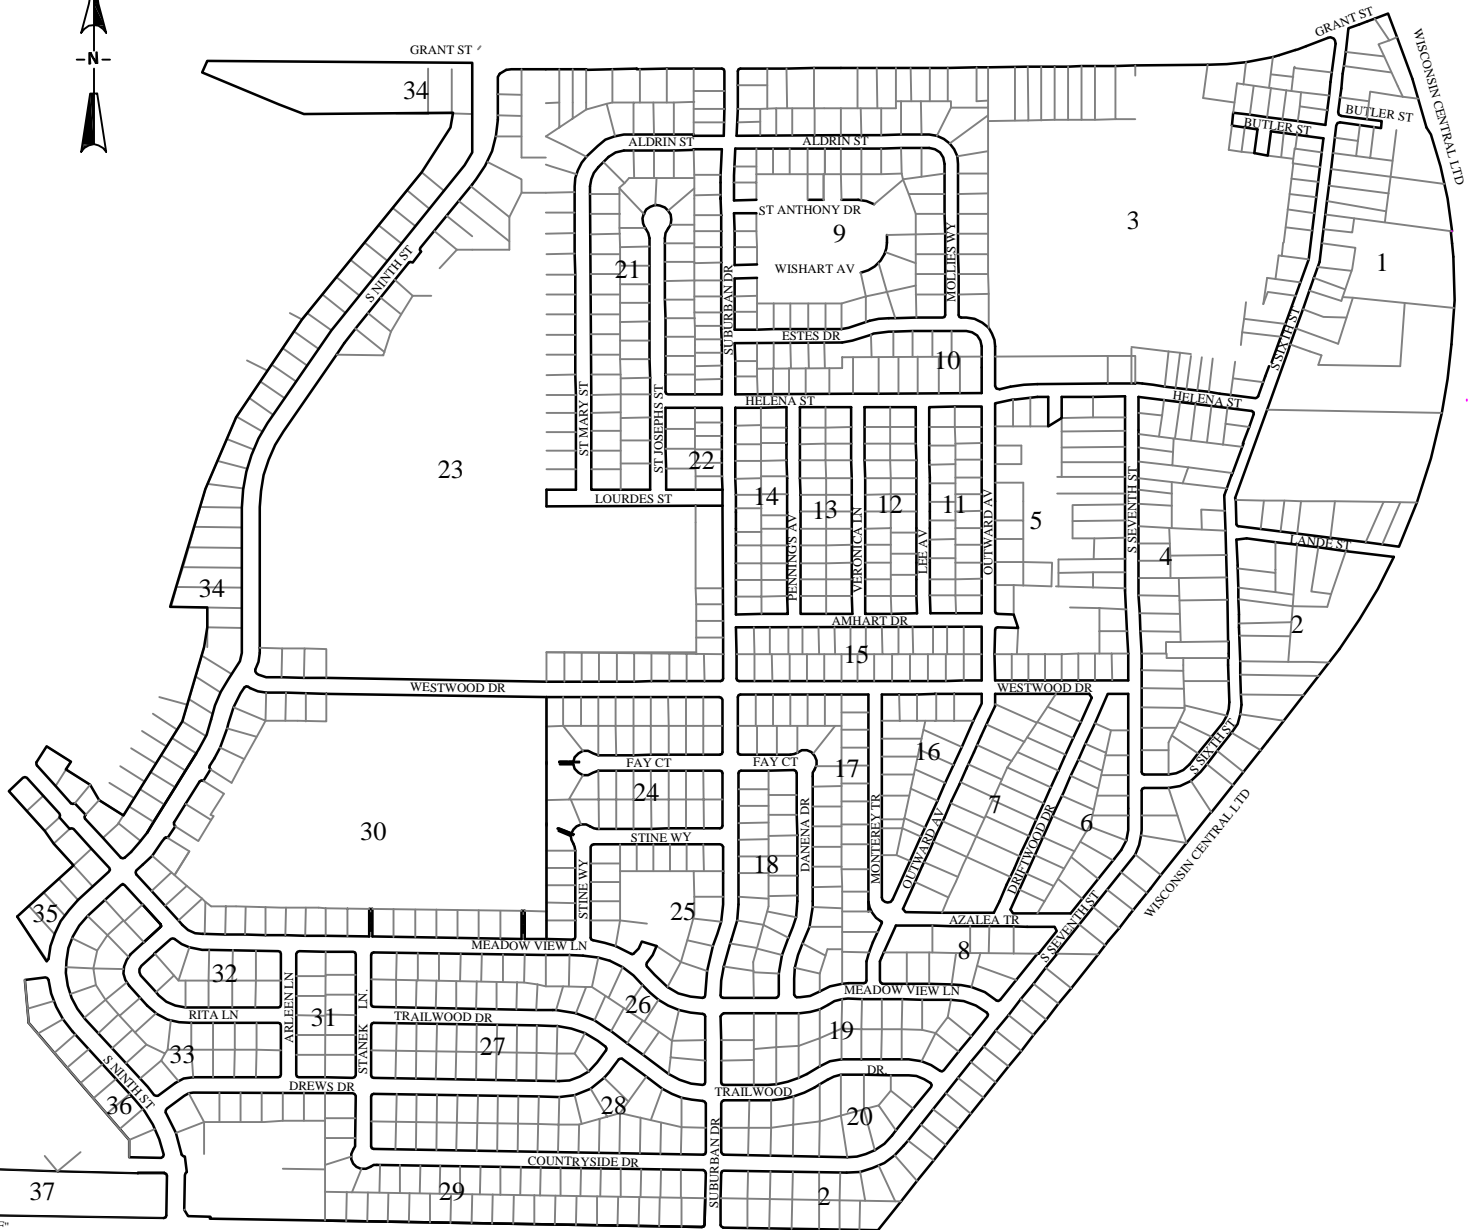 GRANT ST
GRANT ST
WISCONSIN CENTRAL LTD
-N-
34
BUTLER ST
BUTLER ST
ALDRIN ST
ALDRIN ST
ST ANTHONY DR
3
9
S NINTH ST
21
SUBURBAN DR
WISHART AV
MOLLIES WY
1
ESTES DR
S SIXTH ST
10
ST MARY ST
ST JOSEPHS ST
HELENA ST
HELENA ST
23
22
14
13
12
11
5
S SEVENTH ST
LOURDES ST
PENNINGS AV
VERONICA LN
LEE AV
OUTWARD AV
4
LANDE ST
34
AMHART DR
2
15
WESTWOOD DR
WESTWOOD DR
S SIXTH ST
FAY CT
FAY CT
17
16
24
7
30
STINE WY
18
DANENA DR
MONTEREY TR
OUTWARD AV
DRIFTWOOD DR
6
WISCONSIN CENTRAL LTD
STINE WY
35
25
AZALEA TR
S SEVENTH ST
MEADOW VIEW LN
8
32
ARLEEN LN
STANEK LN.
26
MEADOW VIEW LN
RITA LN
31
TRAILWOOD DR
19
33
27
S NINTH ST
DREWS DR
TRAILWOOD
DR.
36
28
20
COUNTRYSIDE DR
SUBURBAN DR
37
29
2